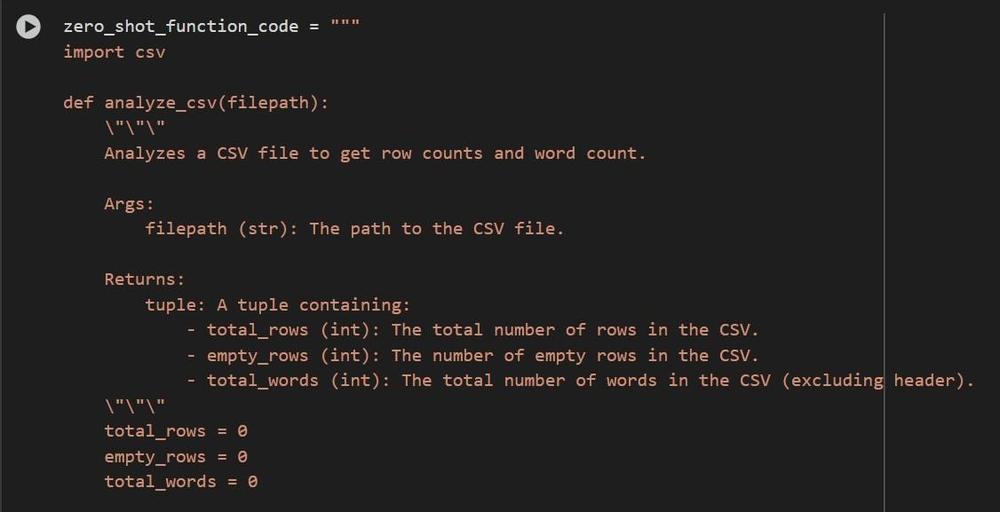 zero_shot_function_code = """
import csv

def analyze_csv(filepath):
    \"\"\"
    Analyzes a CSV file to get row counts and word count.

    Args:
        filepath (str): The path to the CSV file.

    Returns:
        tuple: A tuple containing:
            - total_rows (int): The total number of rows in the CSV.
            - empty_rows (int): The number of empty rows in the CSV.
            - total_words (int): The total number of words in the CSV (excluding header).
    \"\"\"
    total_rows = 0
    empty_rows = 0
    total_words = 0